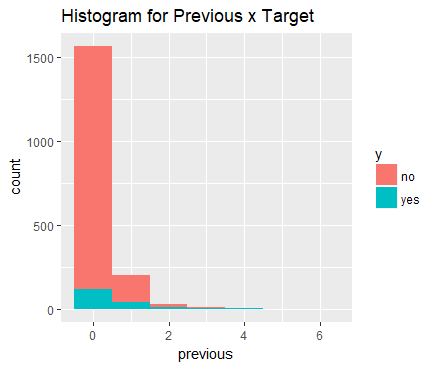 Histogram for Previous x Target
1500
1000
500
0
count
0 2 4 6
previous
y
no
yes